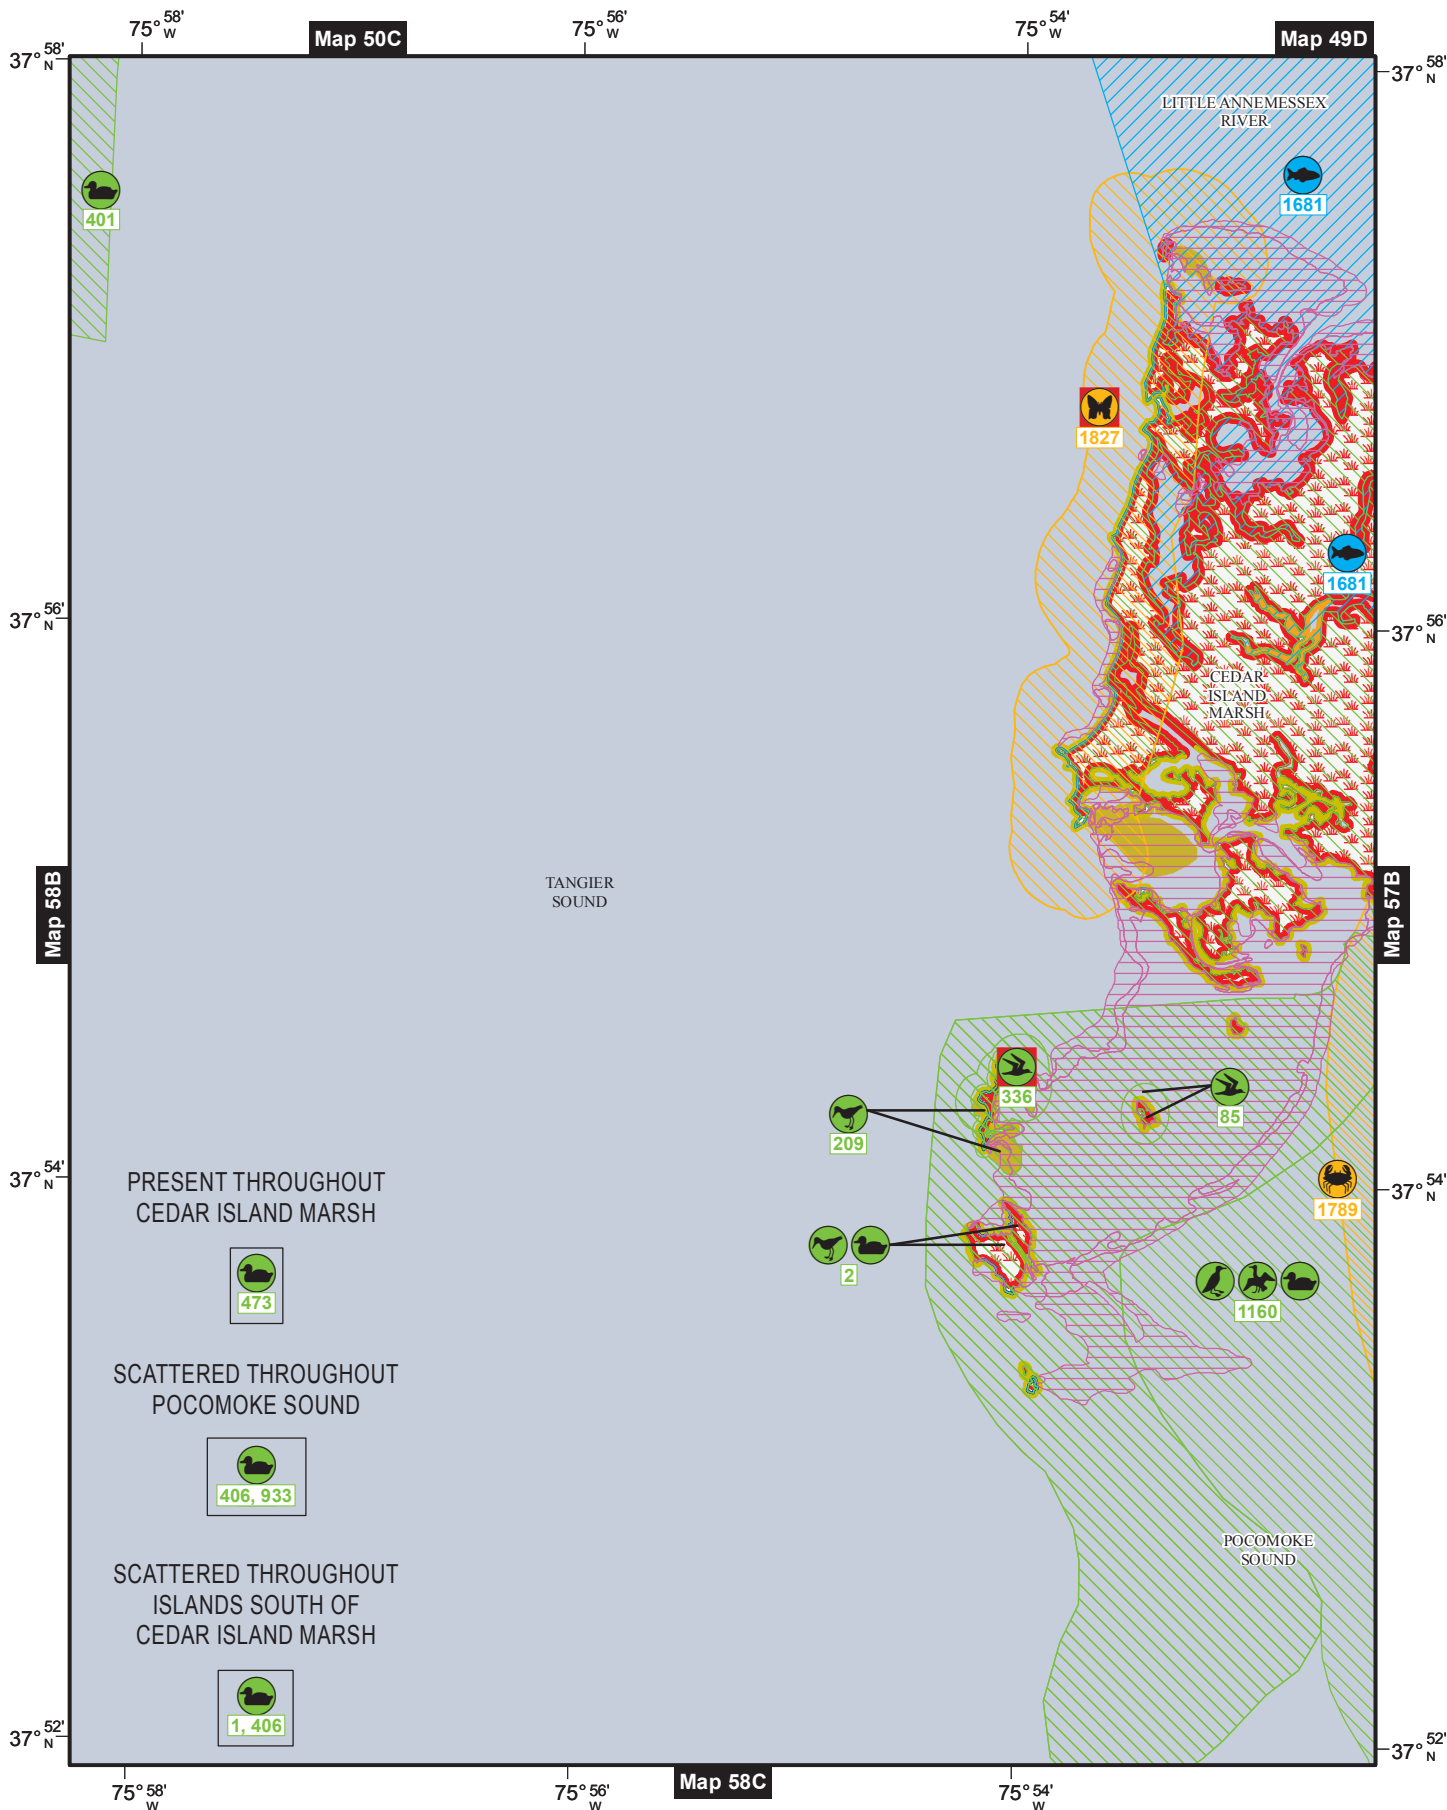 75° 58' W
75° 56' W
75° 54' W
Map 50C
Map 49D
37° 58' N
37° 58' N
LITTLE ANNEMESSEX
RIVER
1681
401
1827
1681
37° 56' N
37° 56' N
CEDAR
ISLAND
MARSH
Map 58B
TANGIER
SOUND
Map 57B
336
85
209
37° 54' N
37° 54' N
PRESENT THROUGHOUT
CEDAR ISLAND MARSH
473
2
1789
1160
SCATTERED THROUGHOUT
POCOMOKE SOUND
406, 933
POCOMOKE
SOUND
SCATTERED THROUGHOUT
ISLANDS SOUTH OF
CEDAR ISLAND MARSH
1, 406
37° 52' N
37° 52' N
75° 58' W
75° 56' W
Map 58C
75° 54' W